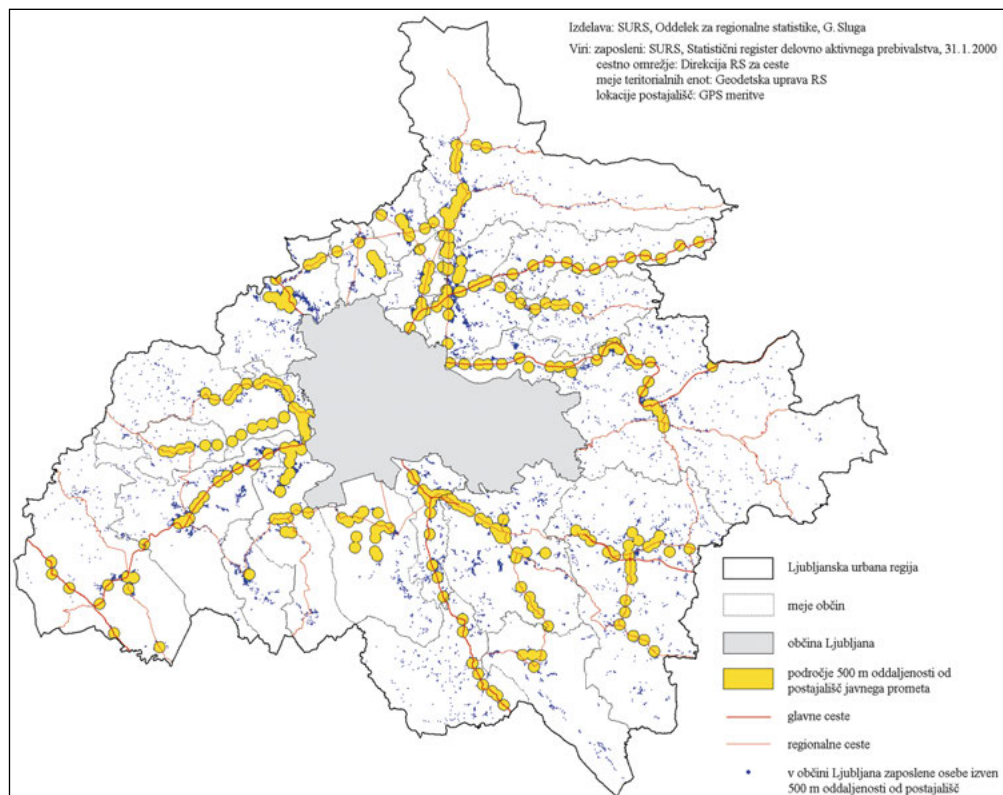 Izdelava: SURS, Oddelek za regionalne statistike, G. Sluga
Viri: zaposleni: SURS, Statistični register delovno aktivnega prebivalstva, 31.1.2000
cestno omrežje: Direkcija RS za ceste
meje teritorialnih enot: Geodetska uprava RS
lokacije postajališč: GPS meritve
Ljubljanska urbana regija
meje občin
občina Ljubljana
področje 500 m oddaljenosti od
postajališč javnega prometa
glavne ceste
regionalne ceste
v občini Ljubljana zaposlene osebe izven
500 m oddaljenosti od postajališč